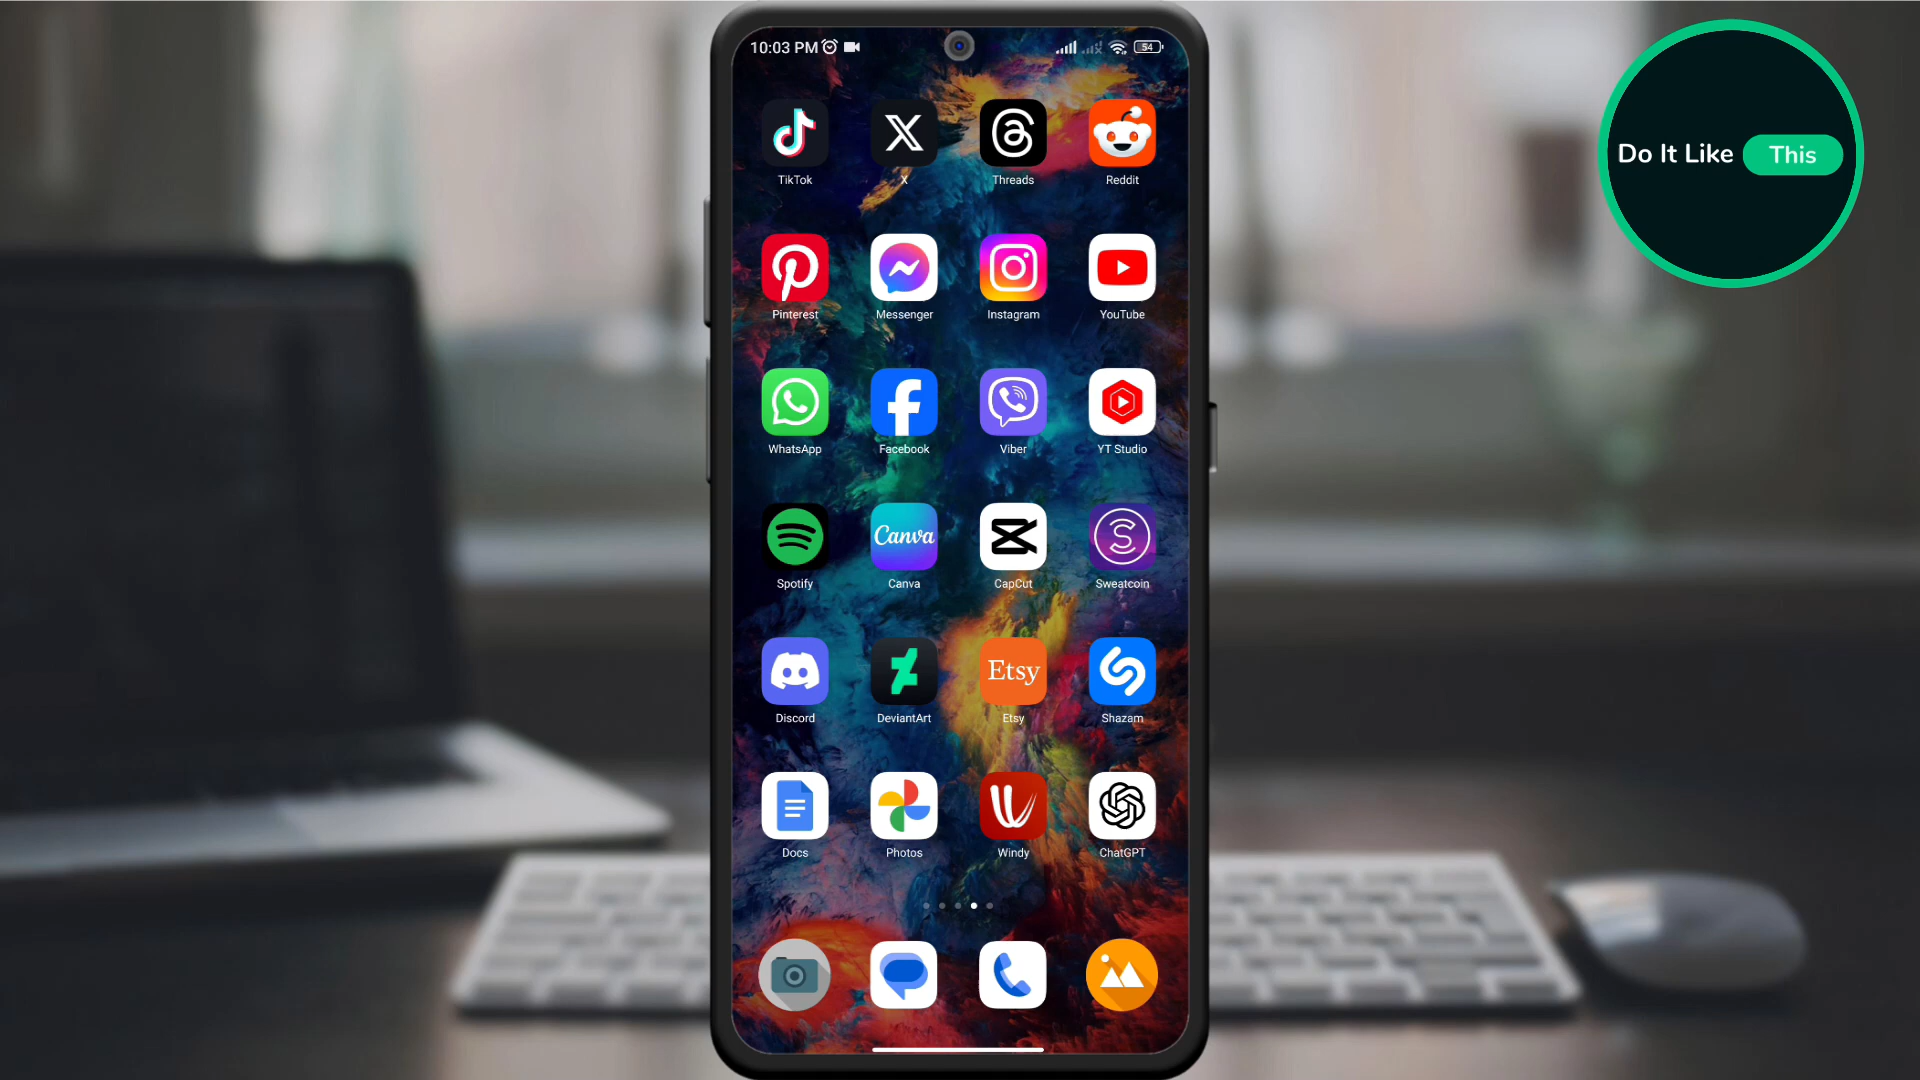 10:03 PM
54
Do It Like This
TikTok
X
Threads
Reddit
Pinterest
Messenger
Instagram
YouTube
WhatsApp
Facebook
Viber
YT Studio
Canva
Spotify
Canva
CapCut
Sweatcoin
Etsy
Discord
DeviantArt
Etsy
Shazam
Docs
Photos
Windy
ChatGPT